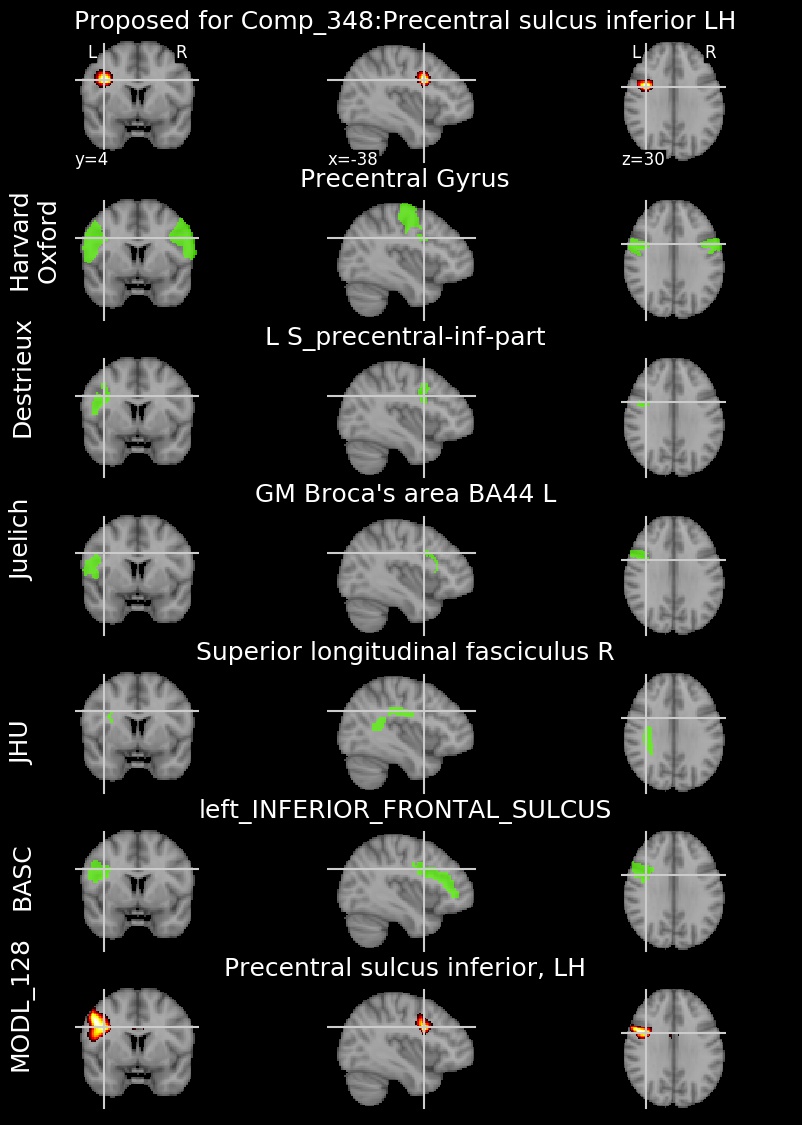 Proposed for Comp_348:Precentral sulcus inferior LH
L R L R
y=4 x=-38 z=30
Precentral Gyrus
Harvard
Oxford
L S_precentral-inf-part
Destrieux
GM Broca's area BA44 L
Juelich
Superior longitudinal fasciculus R
JHU
left_INFERIOR_FRONTAL_SULCUS
BASC
Precentral sulcus inferior, LH
MODL_128